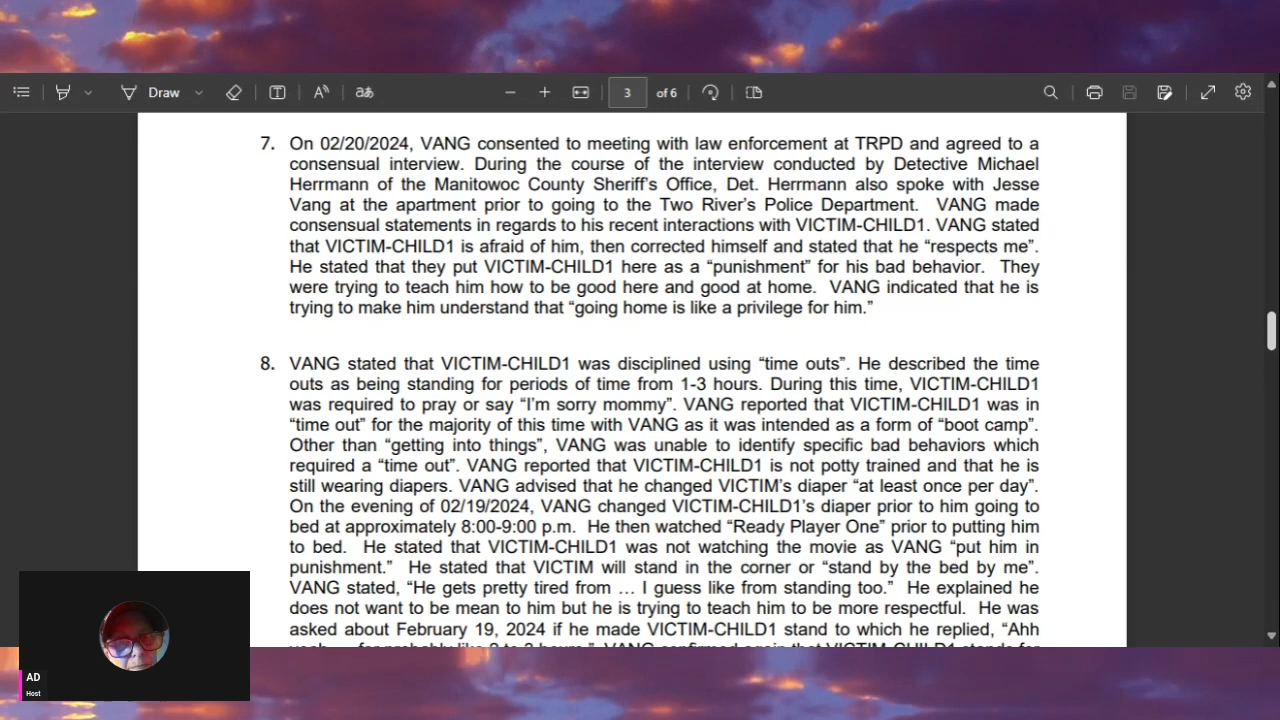 Draw
3
of 6
7. On 02/20/2024, VANG consented to meeting with law enforcement at TRPD and agreed to a
consensual interview. During the course of the interview conducted by Detective Michael
Herrmann of the Manitowoc County Sheriff's Office, Det. Herrmann also spoke with Jesse
Vang at the apartment prior to going to the Two River's Police Department. VANG made
consensual statements in regards to his recent interactions with VICTIM-CHILD1. VANG stated
that VICTIM-CHILD1 is afraid of him, then corrected himself and stated that he “respects me”.
He stated that they put VICTIM-CHILD1 here as a “punishment” for his bad behavior. They
were trying to teach him how to be good here and good at home. VANG indicated that he is
trying to make him understand that “going home is like a privilege for him.”
8. VANG stated that VICTIM-CHILD1 was disciplined using “time outs”. He described the time
outs as being standing for periods of time from 1-3 hours. During this time, VICTIM-CHILD1
was required to pray or say “I'm sorry mommy”. VANG reported that VICTIM-CHILD1 was in
“time out” for the majority of this time with VANG as it was intended as a form of “boot camp”.
Other than “getting into things”, VANG was unable to identify specific bad behaviors which
required a “time out”. VANG reported that VICTIM-CHILD1 is not potty trained and that he is
still wearing diapers. VANG advised that he changed VICTIM's diaper “at least once per day”.
On the evening of 02/19/2024, VANG changed VICTIM-CHILD1's diaper prior to him going to
bed at approximately 8:00-9:00 p.m. He then watched “Ready Player One” prior to putting him
to bed. He stated that VICTIM-CHILD1 was not watching the movie as VANG “put him in
punishment.” He stated that VICTIM will stand in the corner or “stand by the bed by me”.
VANG stated, “He gets pretty tired from … I guess like from standing too.” He explained he
does not want to be mean to him but he is trying to teach him to be more respectful. He was
asked about February 19, 2024 if he made VICTIM-CHILD1 stand to which he replied, “Ahh
AD
Host